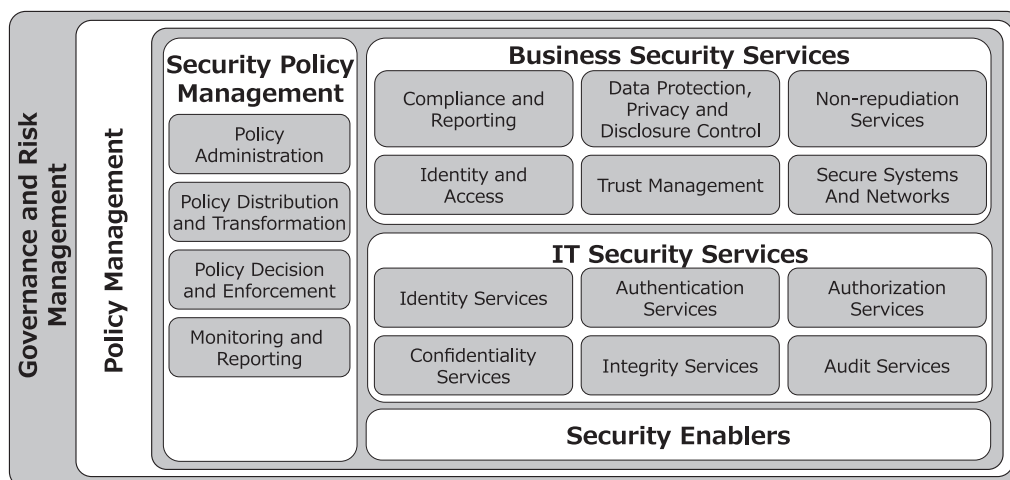 Governance and Risk
Management
Policy Management
Security Policy
Management
Policy
Administration
Policy Distribution
and Transformation
Policy Decision
and Enforcement
Monitoring and
Reporting
Business Security Services
Compliance and
Reporting
Data Protection,
Privacy and
Disclosure Control
Non-repudiation
Services
Identity and
Access
Trust Management
Secure Systems
And Networks
IT Security Services
Identity Services
Authentication
Services
Authorization
Services
Confidentiality
Services
Integrity Services
Audit Services
Security Enablers